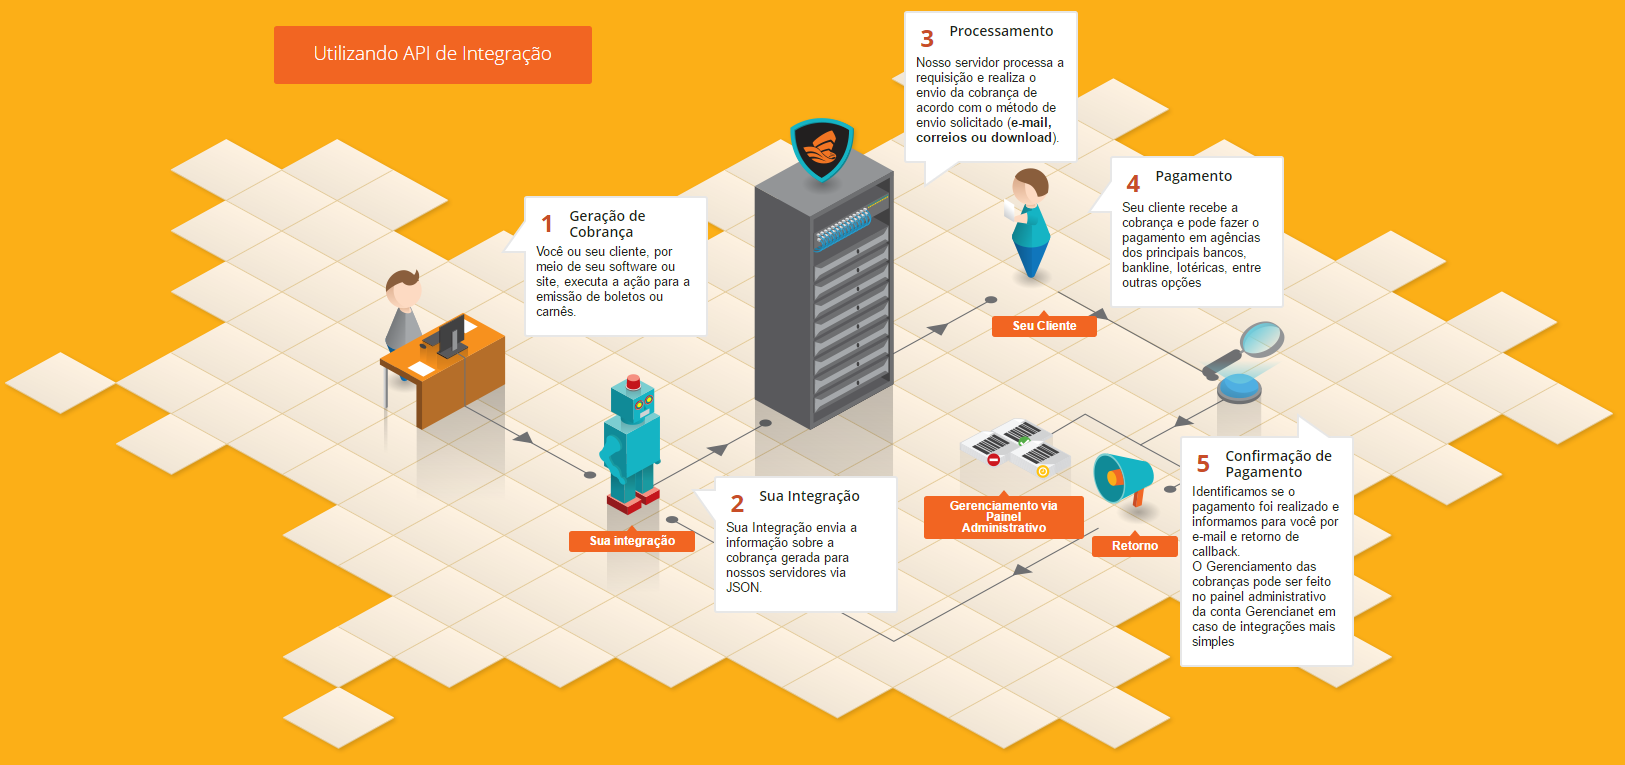 Utilizando API de Integração
1
Geração de
Cobrança
Você ou seu cliente, por
meio de seu software ou
site, executa a ação para a
emissão de boletos ou
carnês.
Sua integração
2
Sua Integração
Sua Integração envia a
informação sobre a
cobrança gerada para
nossos servidores via
JSON.
3
Processamento
Nosso servidor processa a
requisição e realiza o
envio da cobrança de
acordo com o método de
envio solicitado (e-mail,
correios ou download).
Seu Cliente
4
Pagamento
Seu cliente recebe a
cobrança e pode fazer o
pagamento em agências
dos principais bancos,
bankline, lotéricas, entre
outras opções
Gerenciamento via
Painel
Administrativo
Retorno
5
Confirmação de
Pagamento
Identificamos se o
pagamento foi realizado e
informamos para você por
e-mail e retorno de
callback.
O Gerenciamento das
cobranças pode ser feito
no painel administrativo
da conta Gerencianet em
caso de integrações mais
simples